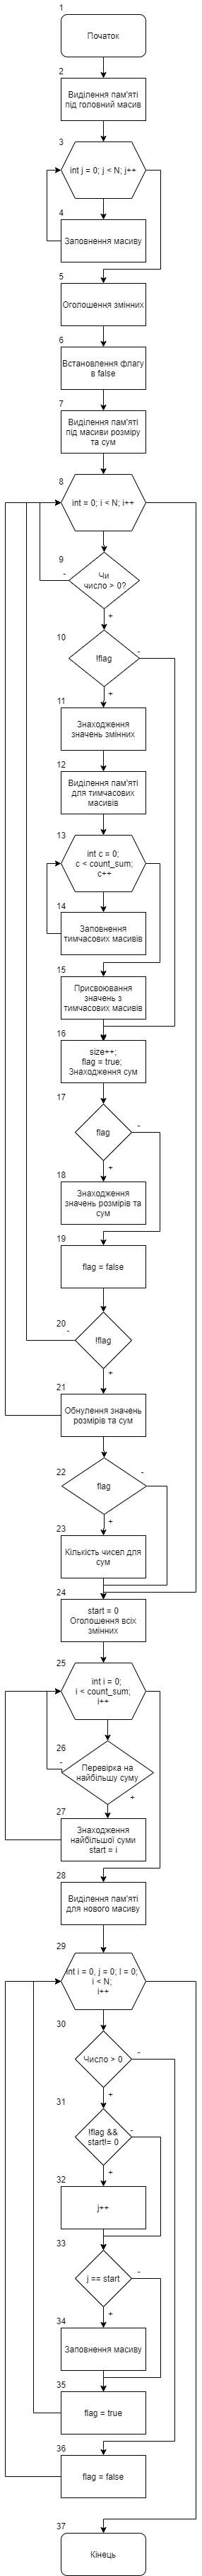 1
Початок
2
Виділення пам'яті
під головний масив
3
int j = 0; j < N; j++
4
Заповнення масиву
5
Оголошення змінних
6
Встановлення флагу
в false
7
Виділення пам'яті
під масиви розміру
та сум
8
int = 0; i < N; i++
9
-
Чи
число > 0?
+
10
!flag
-
+
11
Знаходження
значень змінних
12
Виділення пам'яті
для тимчасових
масивів
13
int c = 0;
c < count_sum;
c++
14
Заповнення
тимчасових масивів
15
Присвоювання
значень з
тимчасових масивів
16
size++;
flag = true;
Знаходження сум
17
flag
-
+
18
Знаходження
значень розмірів та
сум
19
flag = false
20
-
!flag
+
21
Обнулення значень
розмірів та сум
22
flag
-
+
23
Кількість чисел для
сум
24
start = 0
Оголошення всіх
змінних
25
int i = 0;
i < count_sum;
i++
26
-
Перевірка на
найбільшу суму
+
27
Знаходження
найбільшої суми
start = i
28
Виділення пам'яті
для нового масиву
29
int i = 0, j = 0; l = 0;
i < N;
i++
30
Число > 0
-
+
31
!flag &&
start!= 0
-
+
32
j++
33
j == start
-
+
34
Заповнення масиву
35
flag = true
36
flag = false
37
Кінець